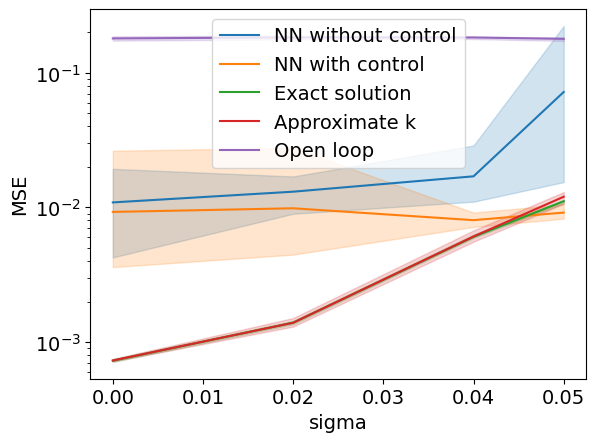 NN without control
NN with control
Exact solution
Approximate k
Open loop
MSE
10⁻¹
10⁻²
10⁻³
0.00 0.01 0.02 0.03 0.04 0.05
sigma